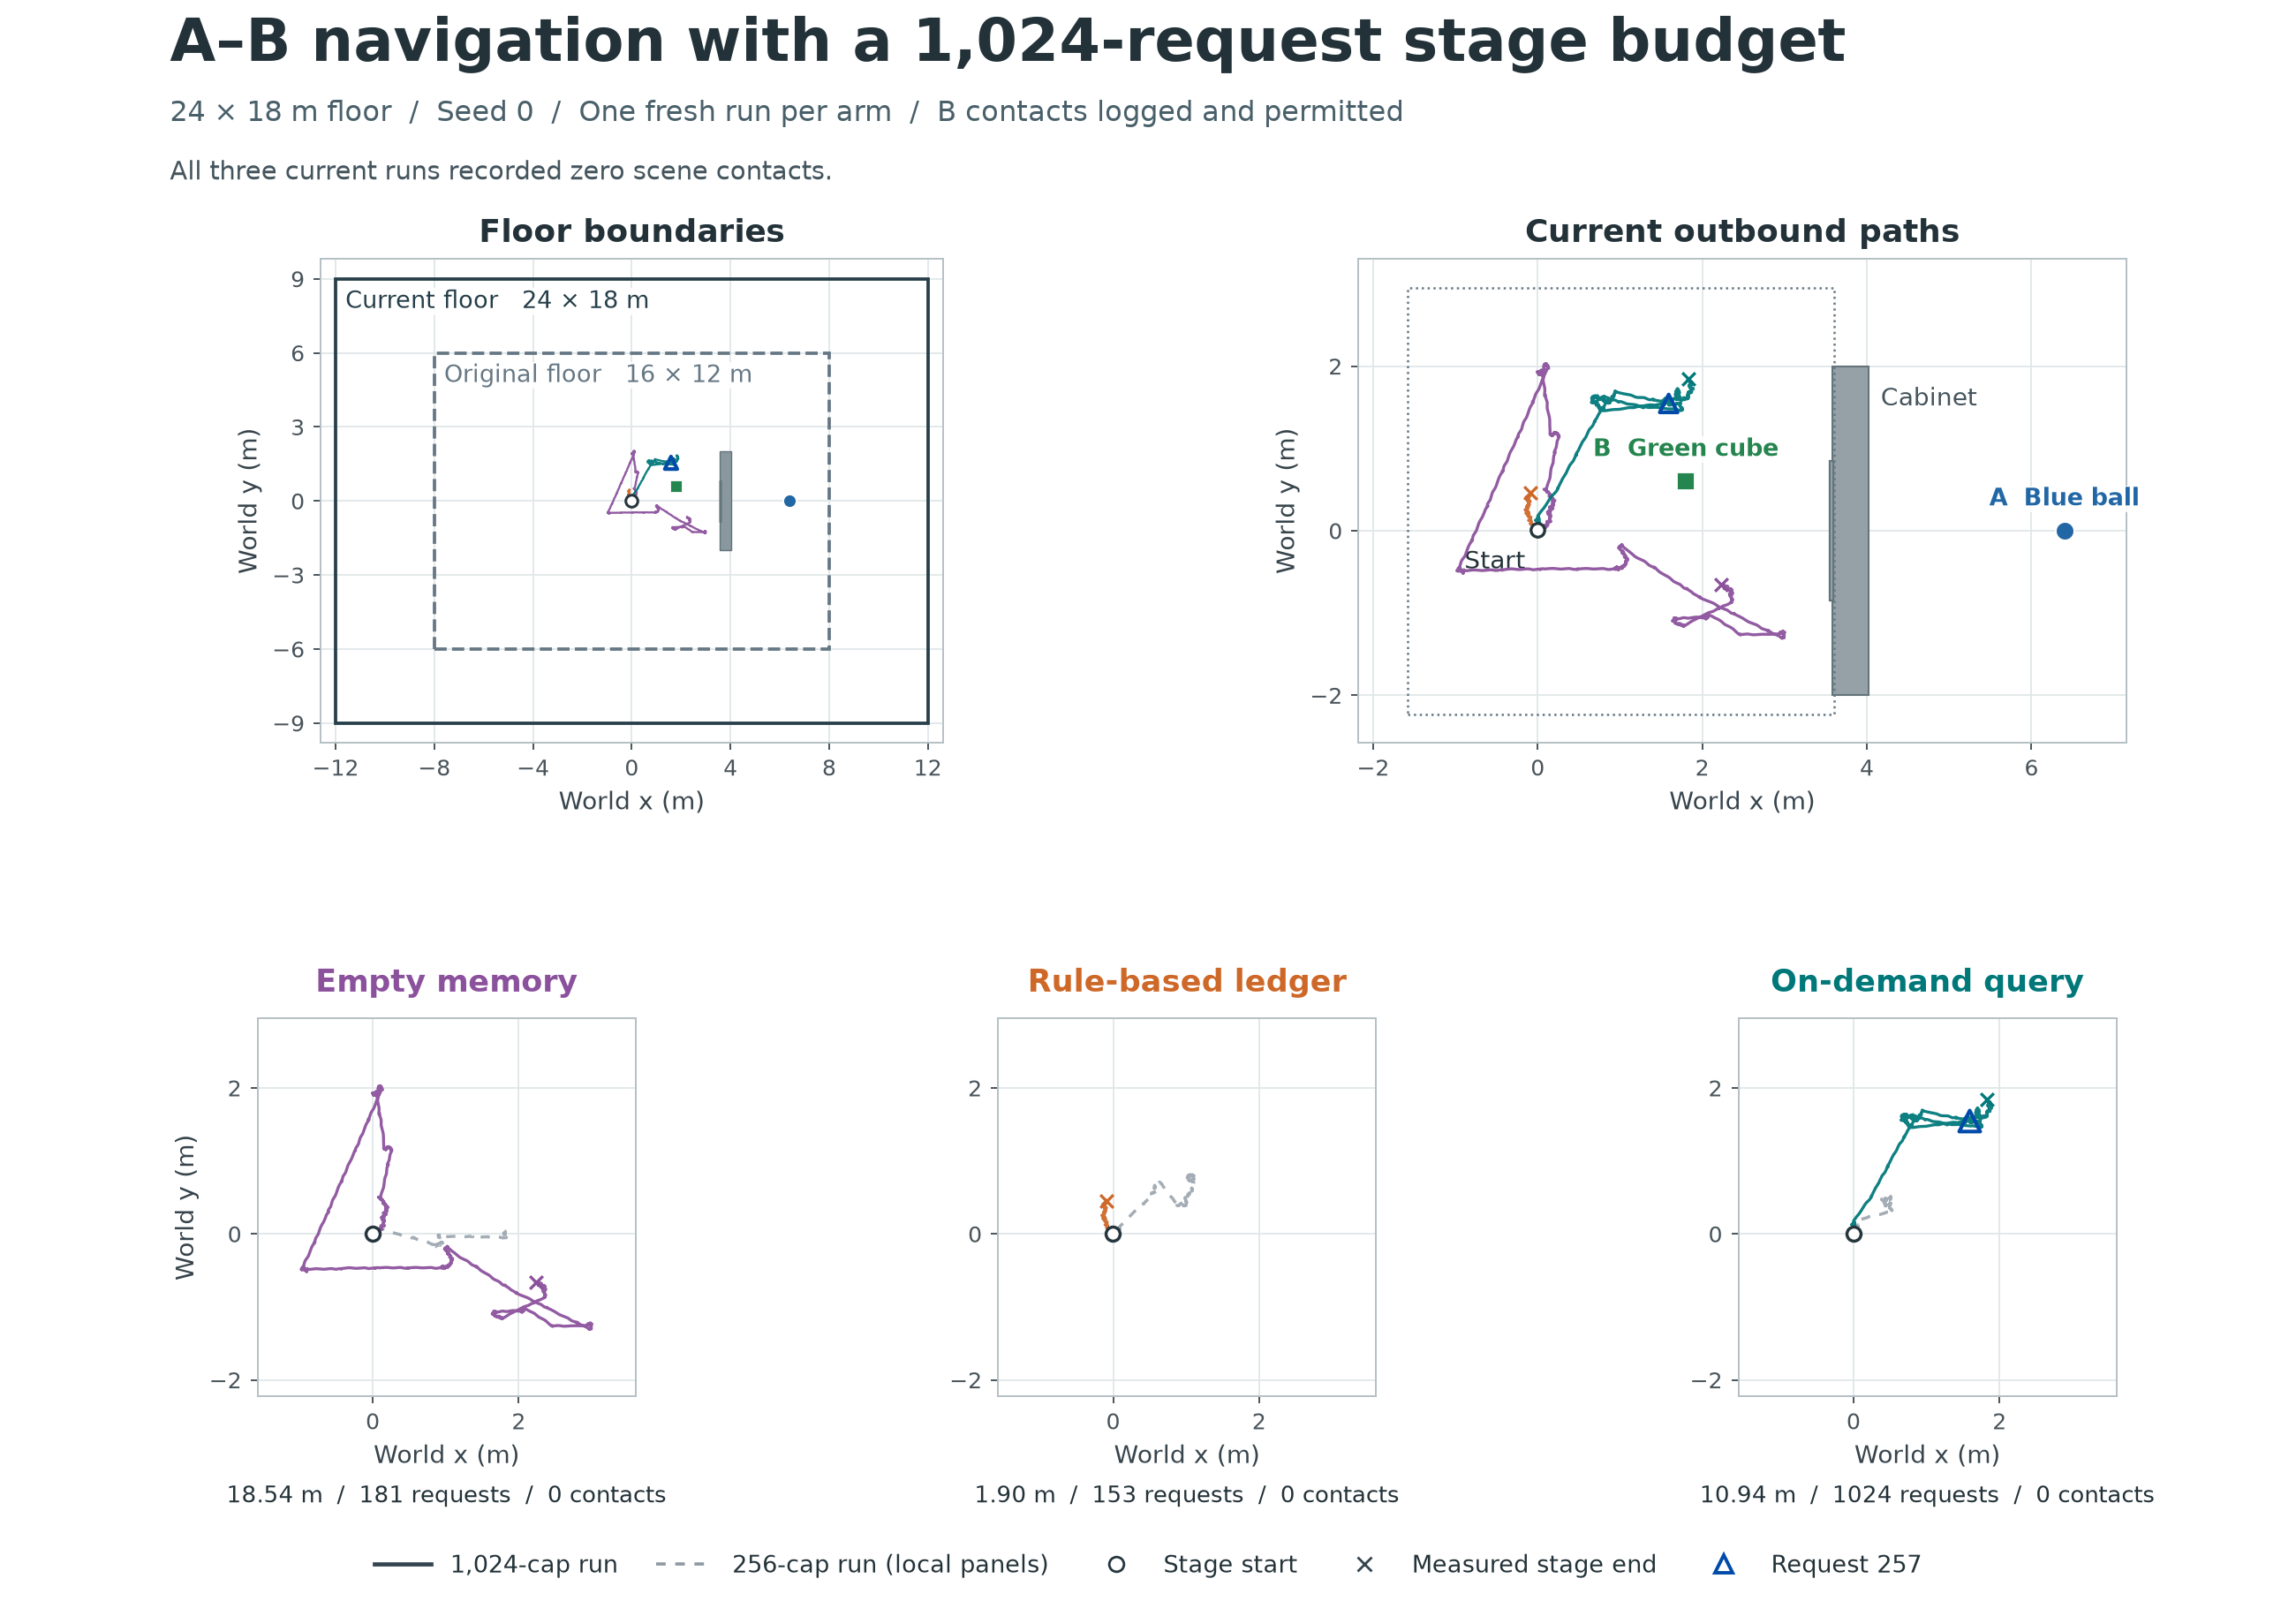 A–B navigation with a 1,024-request stage budget
24 × 18 m floor / Seed 0 / One fresh run per arm / B contacts logged and permitted
All three current runs recorded zero scene contacts.
Floor boundaries
Current floor 24 × 18 m
Original floor 16 × 12 m
9
6
3
0
−3
−6
−9
World y (m)
−12 −8 −4 0 4 8 12
World x (m)
Current outbound paths
Cabinet
B Green cube
A Blue ball
Start
2
0
−2
World y (m)
−2 0 2 4 6
World x (m)
Empty memory
2
0
−2
World y (m)
0 2
World x (m)
18.54 m / 181 requests / 0 contacts
Rule-based ledger
2
0
−2
0 2
World x (m)
1.90 m / 153 requests / 0 contacts
On-demand query
2
0
−2
0 2
World x (m)
10.94 m / 1024 requests / 0 contacts
1,024-cap run 256-cap run (local panels) Stage start Measured stage end Request 257